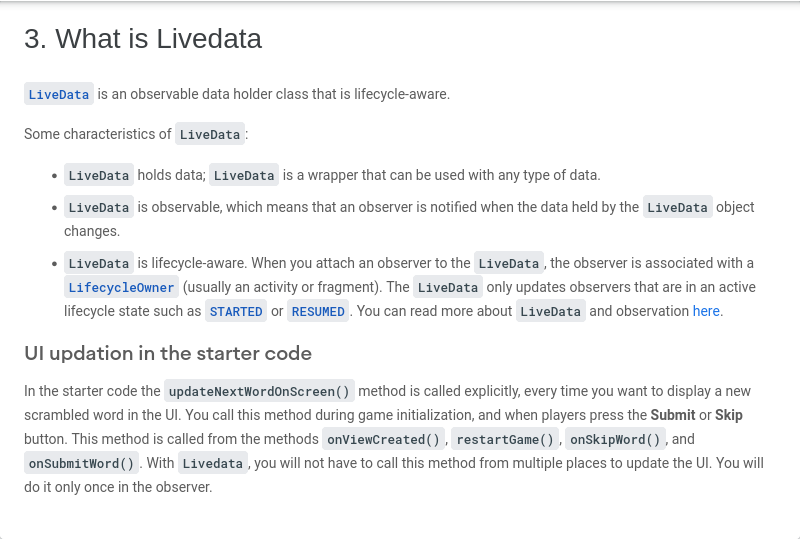 3. What is Livedata
LiveData is an observable data holder class that is lifecycle-aware.
Some characteristics of LiveData:
• LiveData holds data; LiveData is a wrapper that can be used with any type of data.
• LiveData is observable, which means that an observer is notified when the data held by the LiveData object
changes.
• LiveData is lifecycle-aware. When you attach an observer to the LiveData, the observer is associated with a
LifecycleOwner (usually an activity or fragment). The LiveData only updates observers that are in an active
lifecycle state such as STARTED or RESUMED. You can read more about LiveData and observation here.
UI updation in the starter code
In the starter code the updateNextWordOnScreen() method is called explicitly, every time you want to display a new
scrambled word in the UI. You call this method during game initialization, and when players press the Submit or Skip
button. This method is called from the methods onViewCreated(), restartGame(), onSkipWord(), and
onSubmitWord(). With Livedata, you will not have to call this method from multiple places to update the UI. You will
do it only once in the observer.